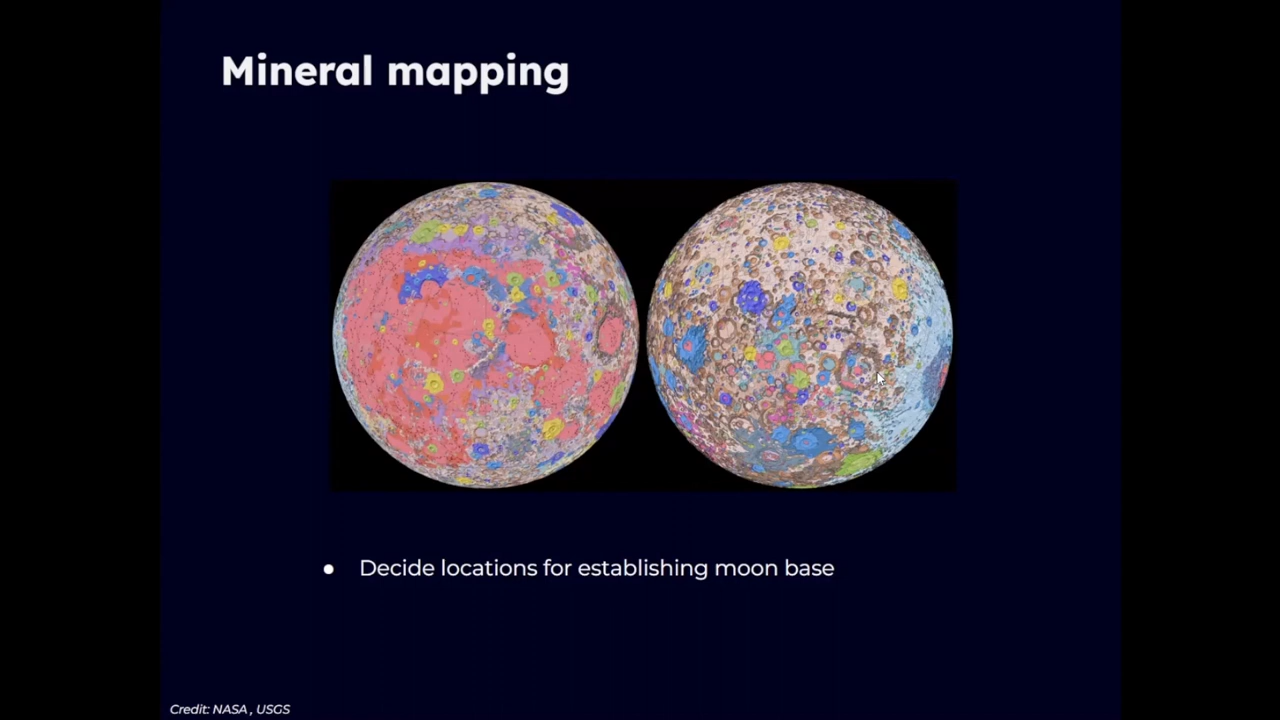 Mineral mapping
● Decide locations for establishing moon base
Credit: NASA , USGS